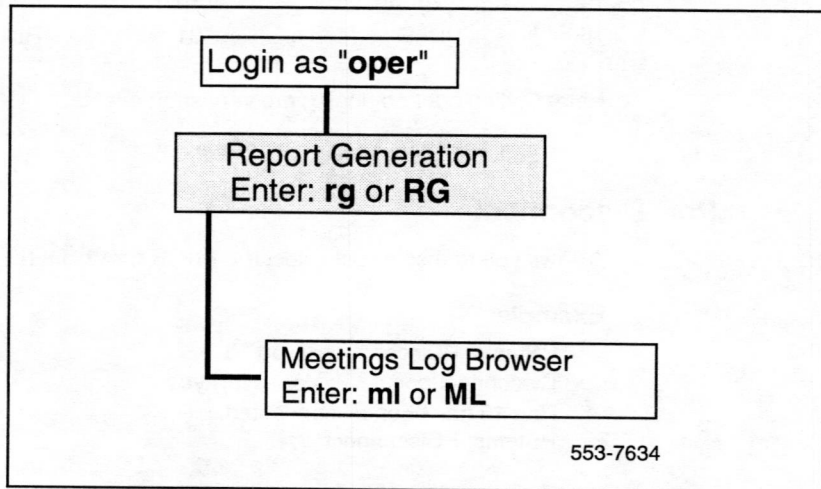 Login as "oper"
Report Generation
Enter: rg or RG
Meetings Log Browser
Enter: ml or ML
553-7634